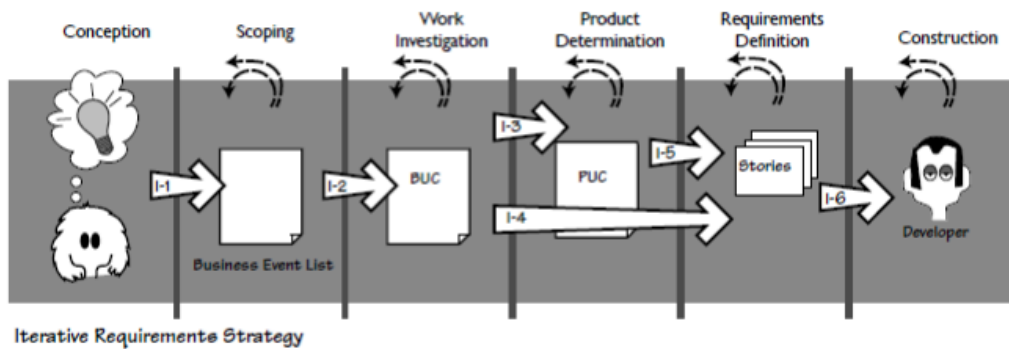 Conception
Scoping
Work
Investigation
Product
Determination
Requirements
Definition
Construction
I-1
I-2
I-3
I-4
I-5
I-6
BUC
PUC
Stories
Business Event List
Developer
Iterative Requirements Strategy